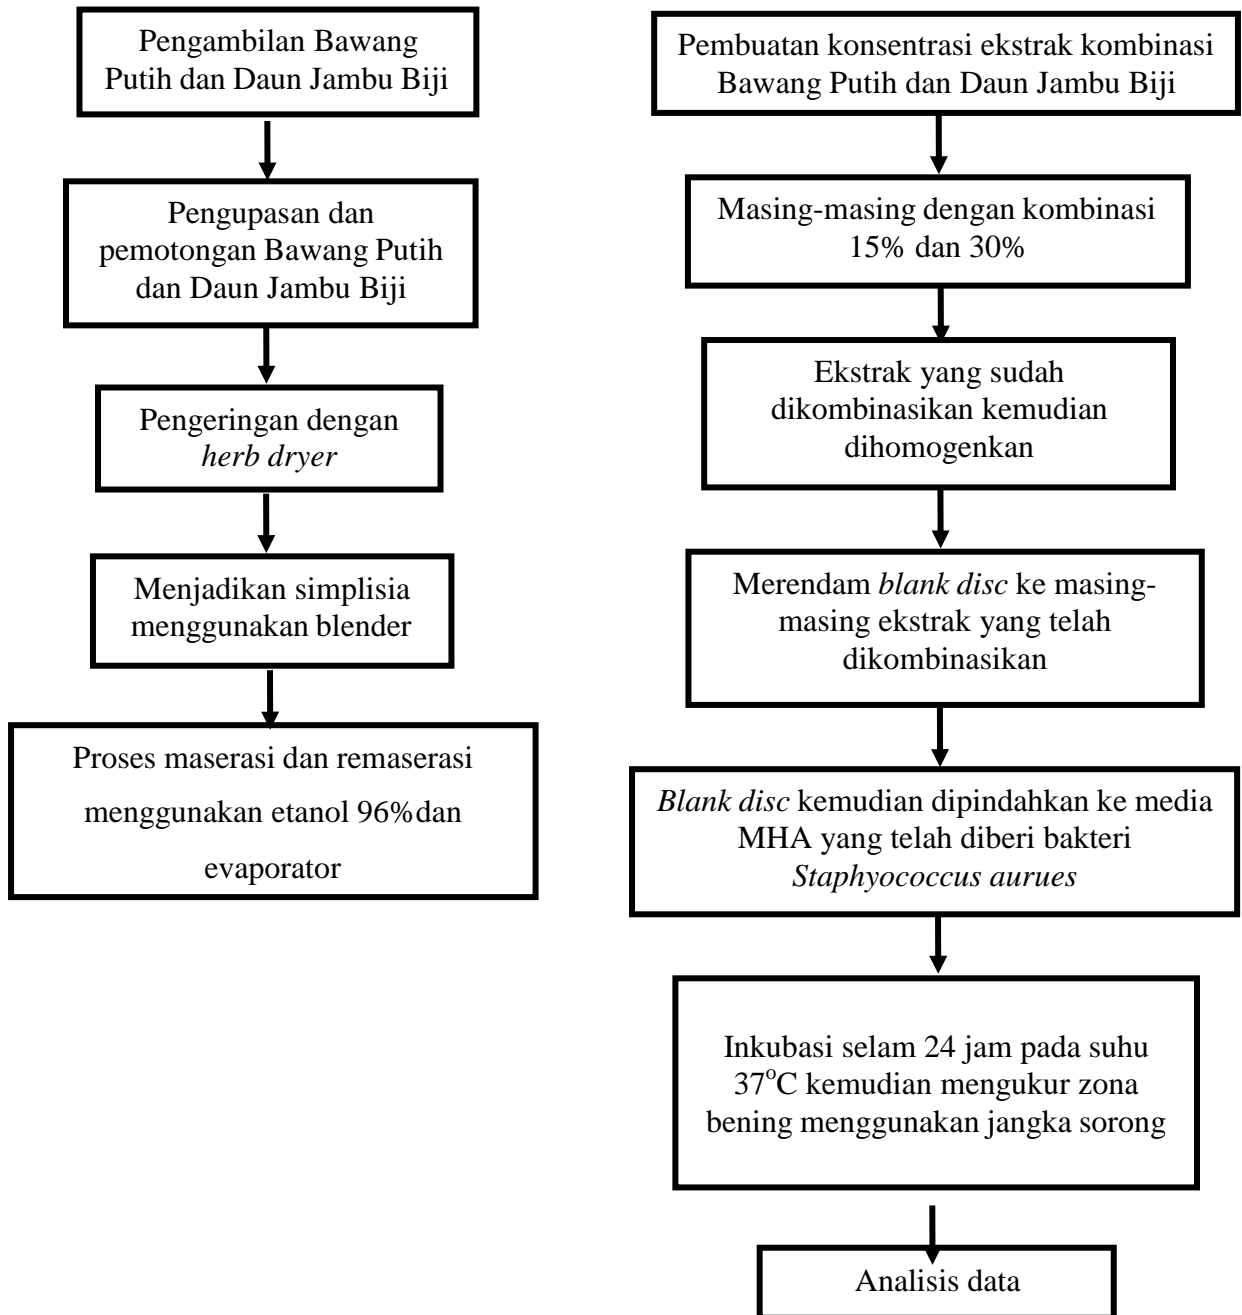 Pengambilan Bawang
Putih dan Daun Jambu Biji
Pengupasan dan
pemotongan Bawang Putih
dan Daun Jambu Biji
Pengeringan dengan
herb dryer
Menjadikan simplisia
menggunakan blender
Proses maserasi dan remaserasi
menggunakan etanol 96%dan
evaporator
Pembuatan konsentrasi ekstrak kombinasi
Bawang Putih dan Daun Jambu Biji
Masing-masing dengan kombinasi
15% dan 30%
Ekstrak yang sudah
dikombinasikan kemudian
dihomogenkan
Merendam blank disc ke masing-
masing ekstrak yang telah
dikombinasikan
Blank disc kemudian dipindahkan ke media
MHA yang telah diberi bakteri
Staphyococcus aurues
Inkubasi selam 24 jam pada suhu
37°C kemudian mengukur zona
bening menggunakan jangka sorong
Analisis data